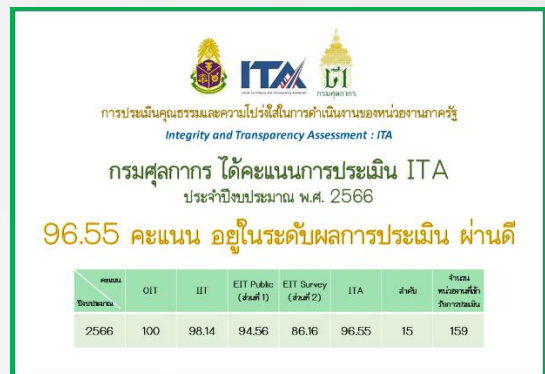 ITA
กรมศุลกากร
การประเมินคุณธรรมและความโปร่งใสในการดำเนินงานของหน่วยงานภาครัฐ
Integrity and Transparency Assessment : ITA
กรมศุลกากร ได้คะแนนการประเมิน ITA
ประจำปีงบประมาณ พ.ศ. 2566
96.55 คะแนน อยู่ในระดับผลการประเมิน ผ่านดี
คะแนน
ปีงบประมาณ
OIT
IIT
EIT Public
(ส่วนที่ 1)
EIT Survey
(ส่วนที่ 2)
ITA
ลำดับ
จำนวน
หน่วยงานที่เข้า
รับการประเมิน
2566 100 98.14 94.56 86.16 96.55 15 159